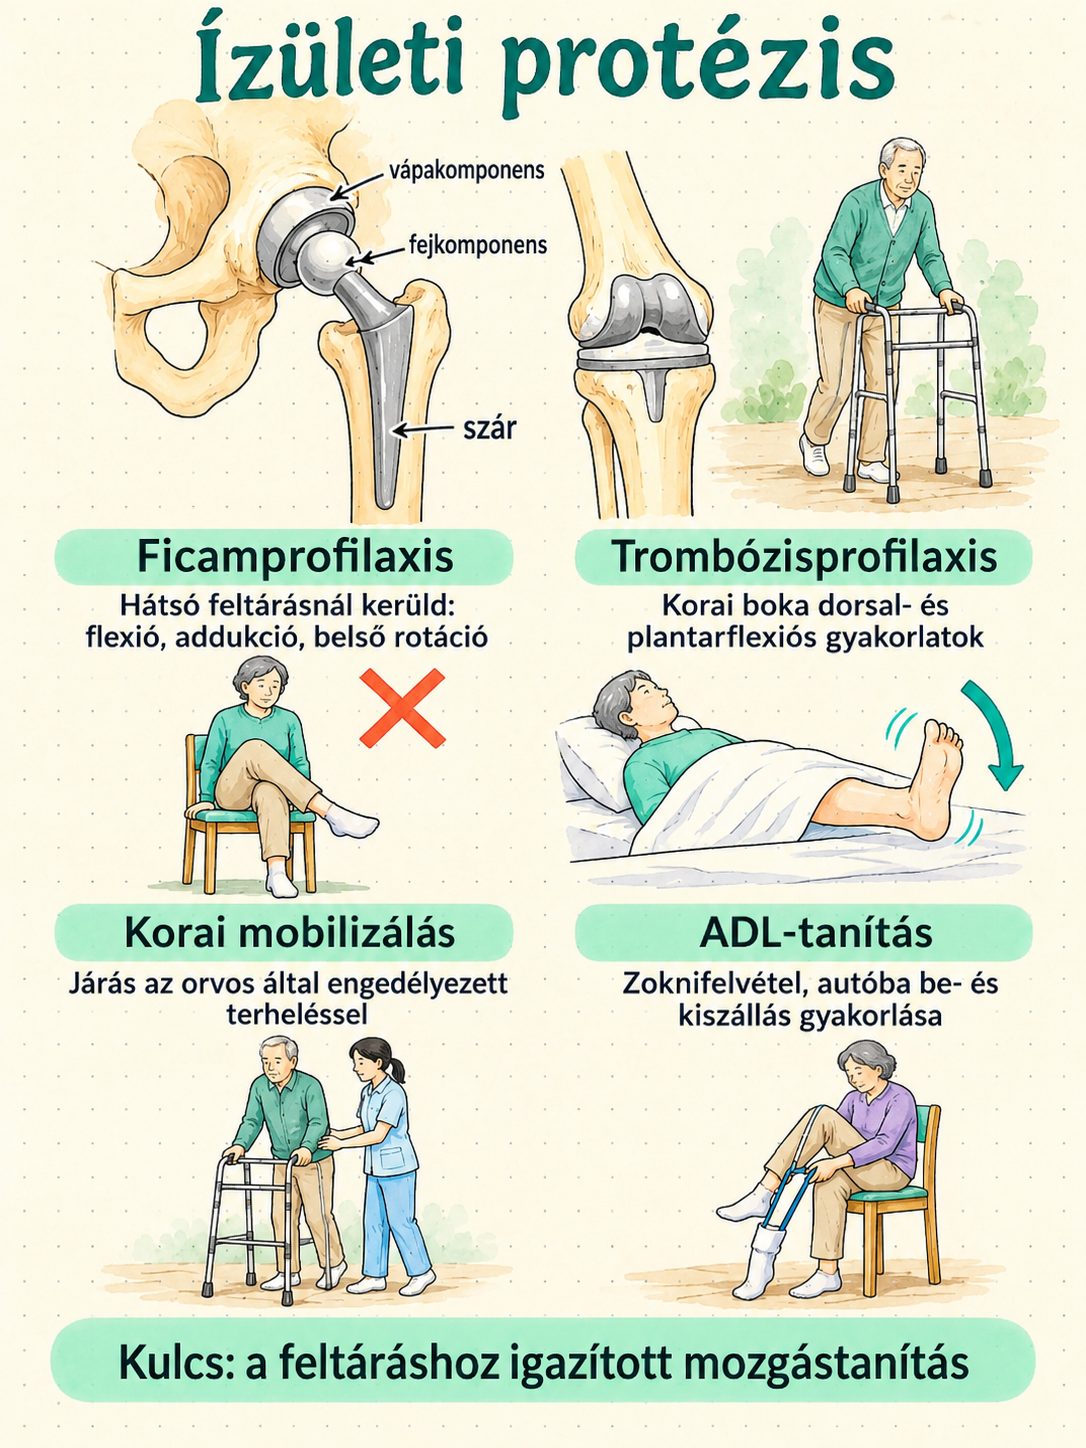 Ízületi protézis
vápakomponens
fejkomponens
szár
Ficamprofilaxis
Hátsó feltárásnál kerüld:
flexió, addukció, belső rotáció
Trombózisprofilaxis
Korai boka dorsal- és
plantarflexiós gyakorlatok
Korai mobilizálás
Járás az orvos által engedélyezett
terheléssel
ADL-tanítás
Zoknifelvétel, autóba be- és
kiszállás gyakorlása
Kulcs: a feltáráshoz igazított mozgástanítás